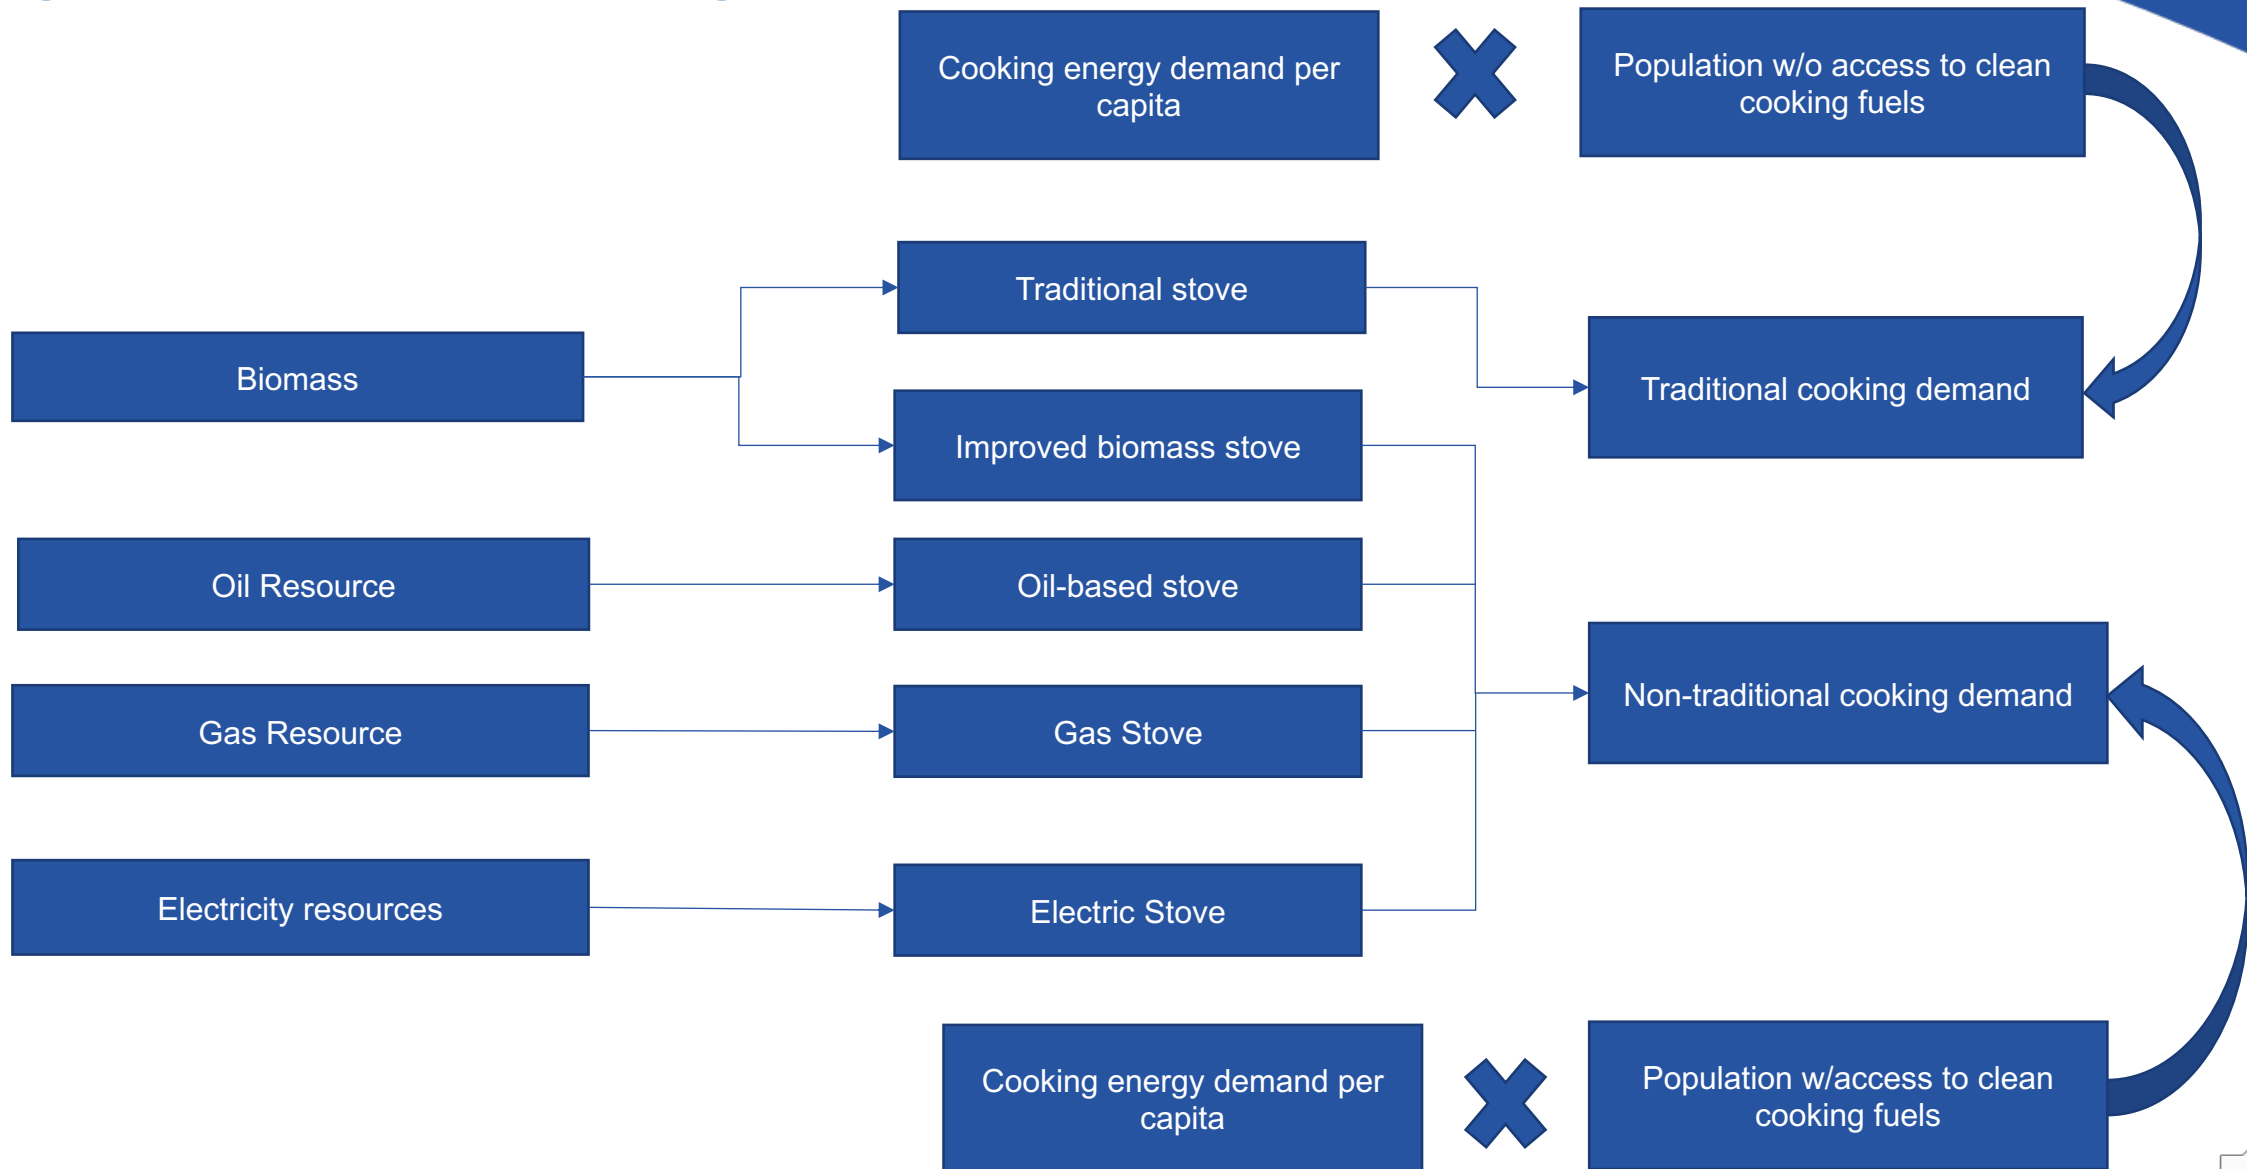 Cooking energy demand per
capita
Population w/o access to clean
cooking fuels
Traditional stove
Biomass
Traditional cooking demand
Improved biomass stove
Oil Resource
Oil-based stove
Non-traditional cooking demand
Gas Resource
Gas Stove
Electricity resources
Electric Stove
Cooking energy demand per
capita
Population w/access to clean
cooking fuels